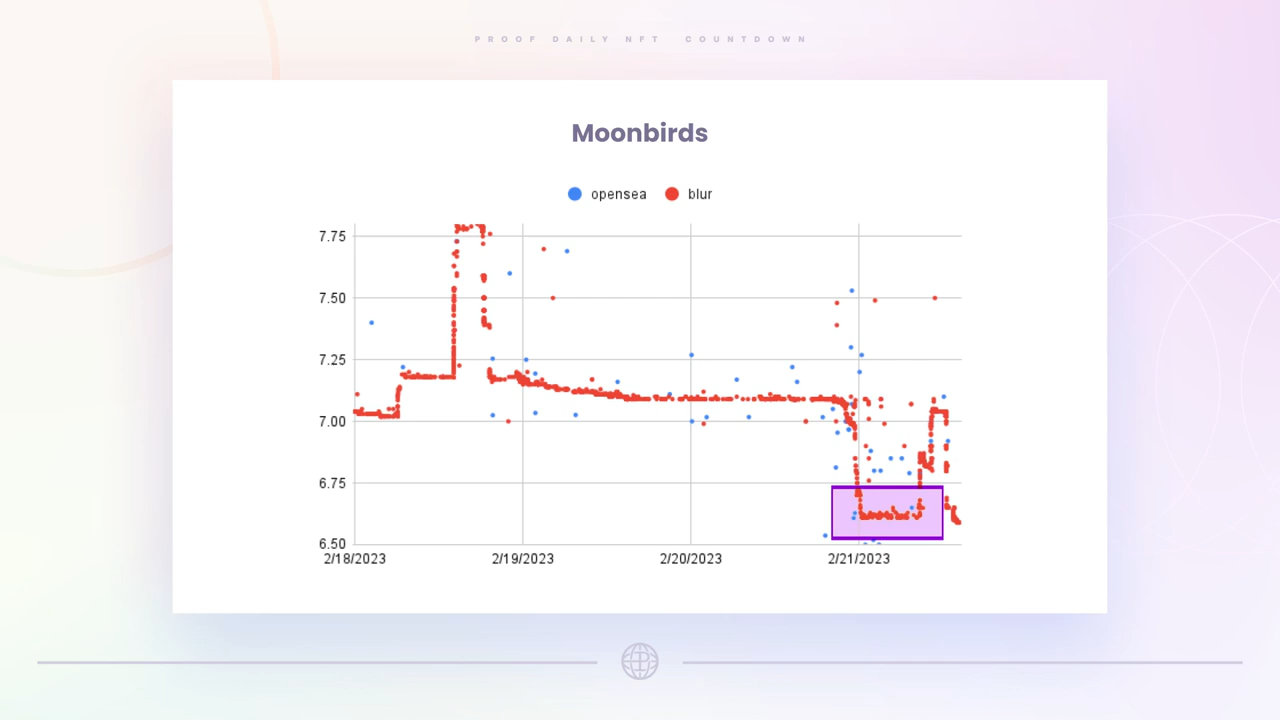 PROOF DAILY NFT COUNTDOWN
Moonbirds
opensea blur
7.75
7.50
7.25
7.00
6.75
6.50
2/18/2023 2/19/2023 2/20/2023 2/21/2023